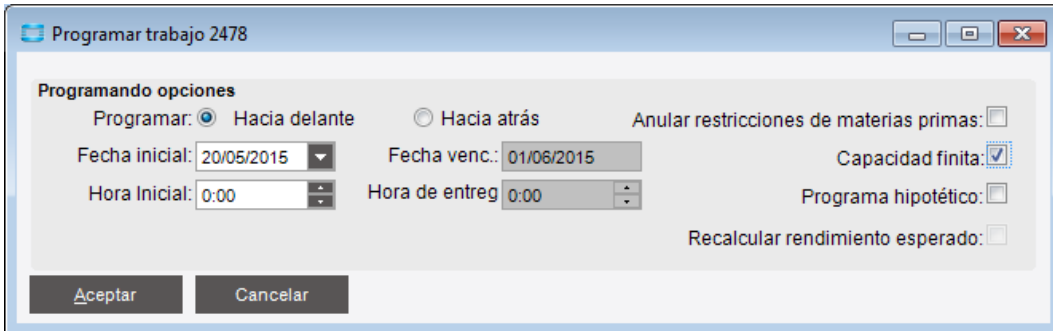 Programar trabajo 2478
Programando opciones
Programar: Hacia delante Hacia atrás Anular restricciones de materias primas:
Fecha inicial: 20/05/2015 Fecha venc.: 01/06/2015 Capacidad finita:
Hora Inicial: 0:00 Hora de entreg 0:00 Programa hipotético:
Recalcular rendimiento esperado:
Aceptar Cancelar